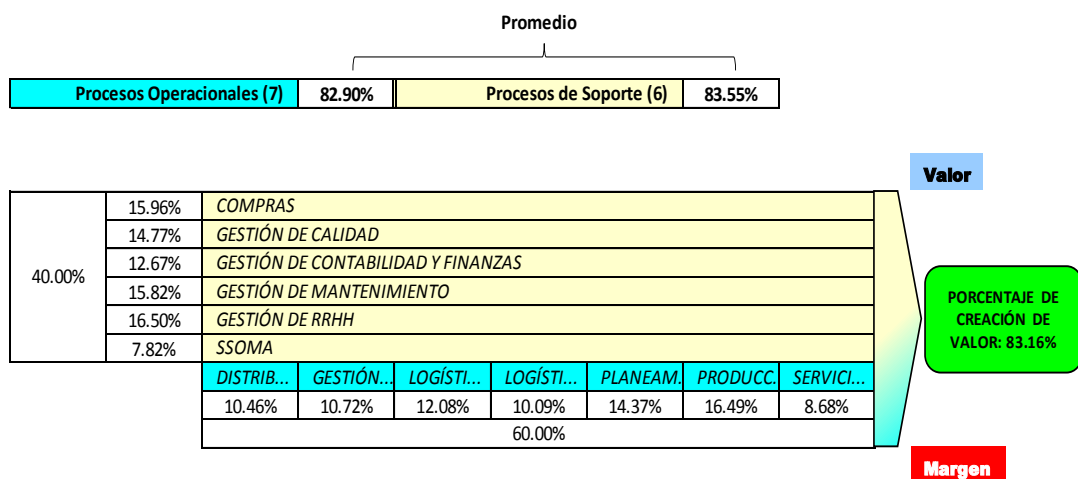 Promedio
Procesos Operacionales (7) 82.90% Procesos de Soporte (6) 83.55%
Valor
40.00%
15.96% COMPRAS
14.77% GESTIÓN DE CALIDAD
12.67% GESTIÓN DE CONTABILIDAD Y FINANZAS
15.82% GESTIÓN DE MANTENIMIENTO
16.50% GESTIÓN DE RRHH
7.82% SSOMA
PORCENTAJE DE
CREACIÓN DE
VALOR: 83.16%
DISTRIB... GESTIÓN... LOGÍSTI... LOGÍSTI... PLANEAM. PRODUCC. SERVICI...
10.46% 10.72% 12.08% 10.09% 14.37% 16.49% 8.68%
60.00%
Margen